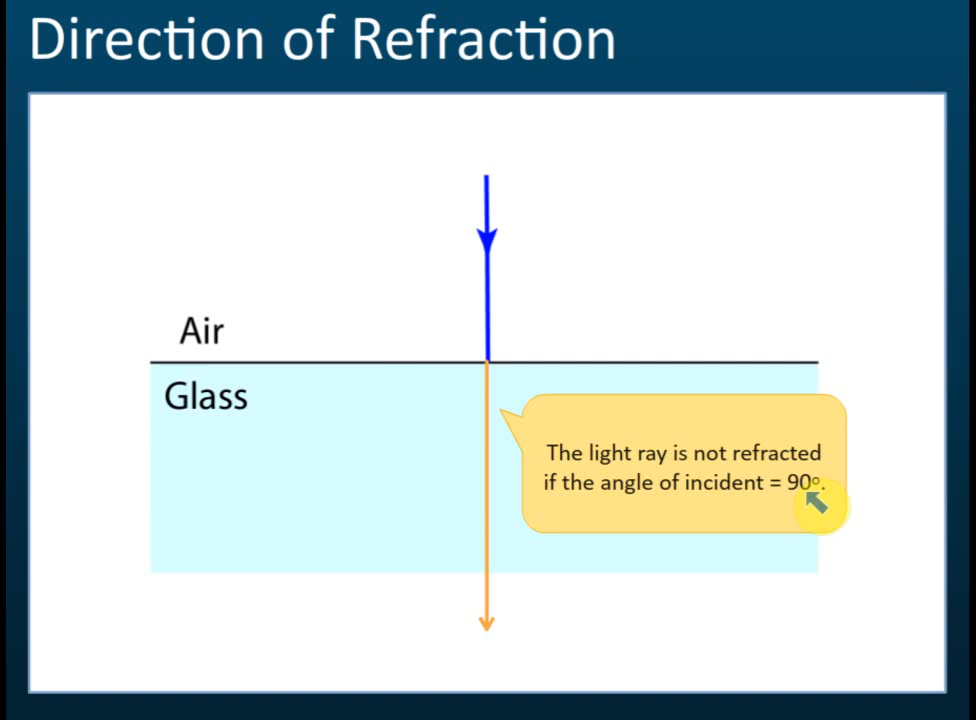 Direction of Refraction
Air
Glass
The light ray is not refracted
if the angle of incident = 90º.